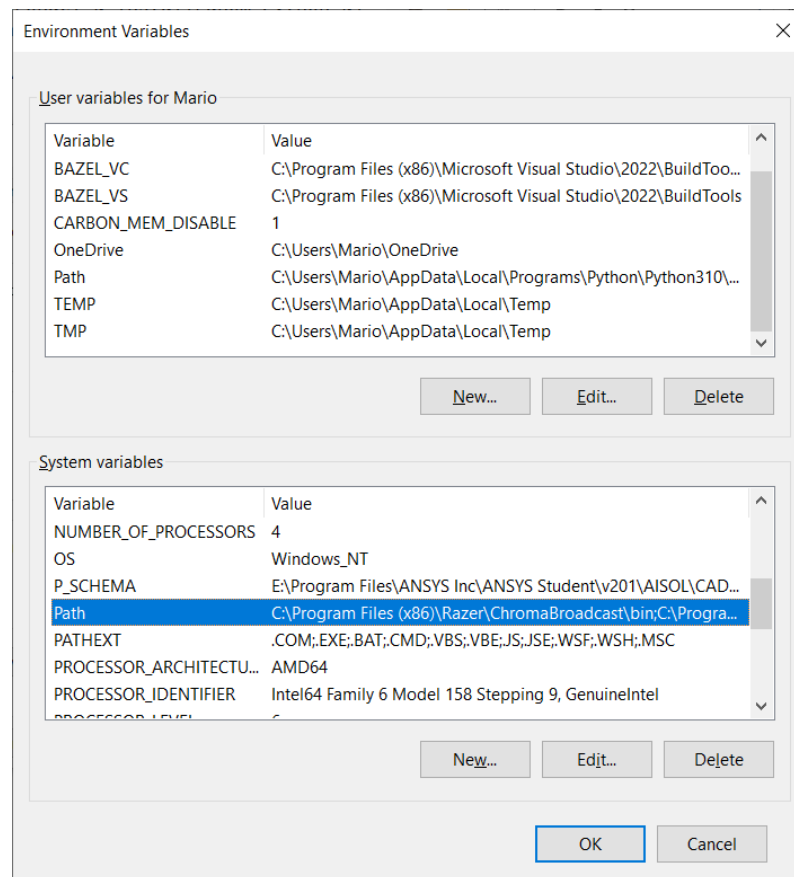 Environment Variables
User variables for Mario
Variable Value
BAZEL_VC C:\Program Files (x86)\Microsoft Visual Studio\2022\BuildToo...
BAZEL_VS C:\Program Files (x86)\Microsoft Visual Studio\2022\BuildTools
CARBON_MEM_DISABLE 1
OneDrive C:\Users\Mario\OneDrive
Path C:\Users\Mario\AppData\Local\Programs\Python\Python310\...
TEMP C:\Users\Mario\AppData\Local\Temp
TMP C:\Users\Mario\AppData\Local\Temp
New... Edit... Delete
System variables
Variable Value
NUMBER_OF_PROCESSORS 4
OS Windows_NT
P_SCHEMA E:\Program Files\ANSYS Inc\ANSYS Student\v201\AISOL\CAD...
Path C:\Program Files (x86)\Razer\ChromaBroadcast\bin;C:\Progra...
PATHEXT .COM;.EXE;.BAT;.CMD;.VBS;.VBE;.JS;.JSE;.WSF;.WSH;.MSC
PROCESSOR_ARCHITECTU... AMD64
PROCESSOR_IDENTIFIER Intel64 Family 6 Model 158 Stepping 9, GenuineIntel
New... Edit... Delete
OK Cancel